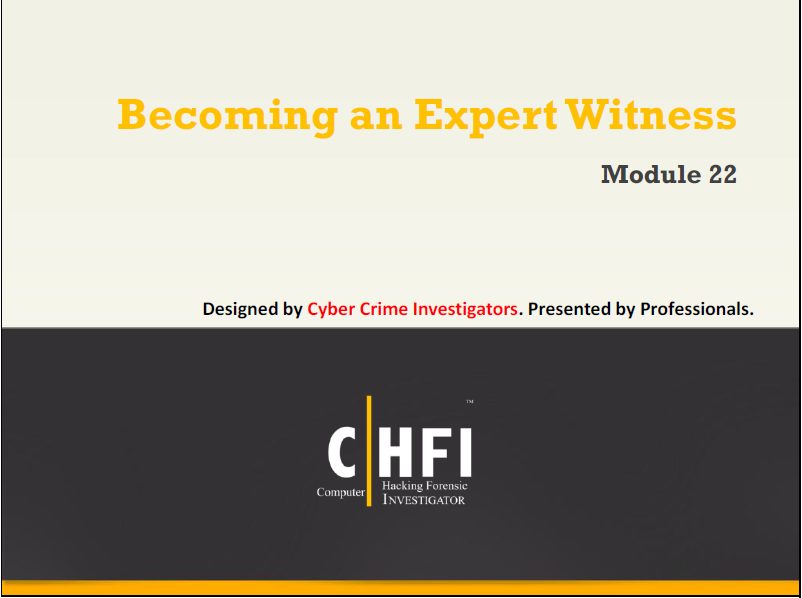 Becoming an Expert Witness
Module 22
Designed by Cyber Crime Investigators. Presented by Professionals.
™
C HFI
Computer
Hacking Forensic
INVESTIGATOR